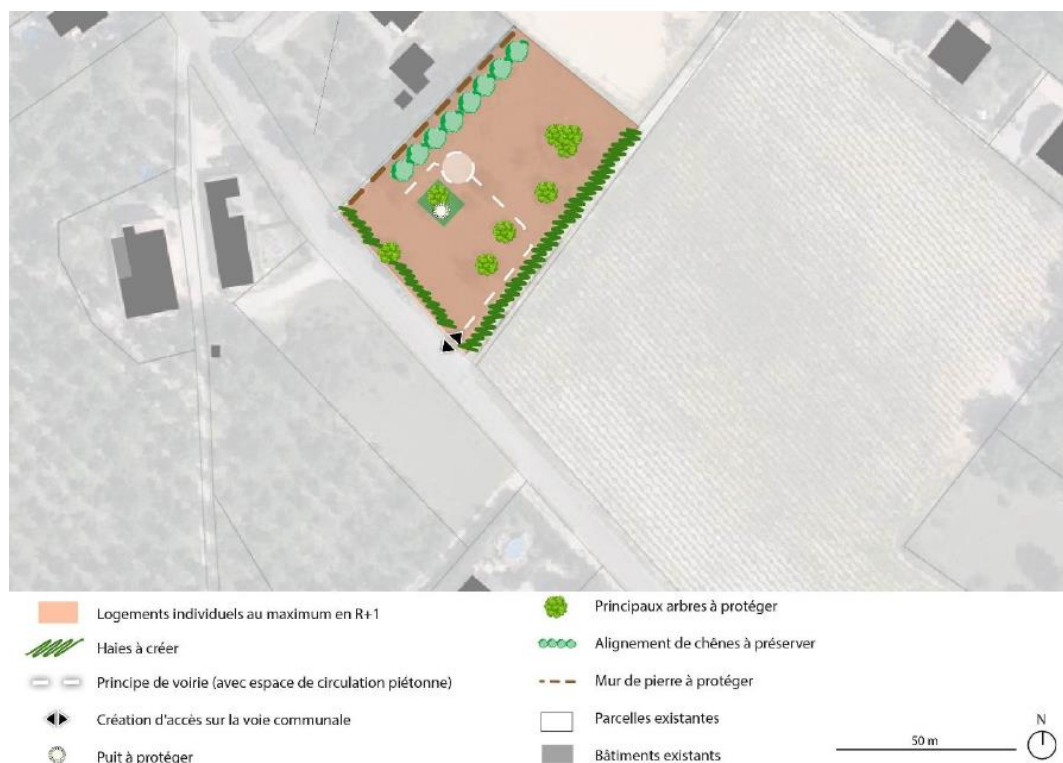 Logements individuels au maximum en R+1
Haies à créer
Principe de voirie (avec espace de circulation piétonne)
Création d'accès sur la voie communale
Puit à protéger
Principaux arbres à protéger
Alignement de chênes à préserver
Mur de pierre à protéger
Parcelles existantes
Bâtiments existants
50 m
N